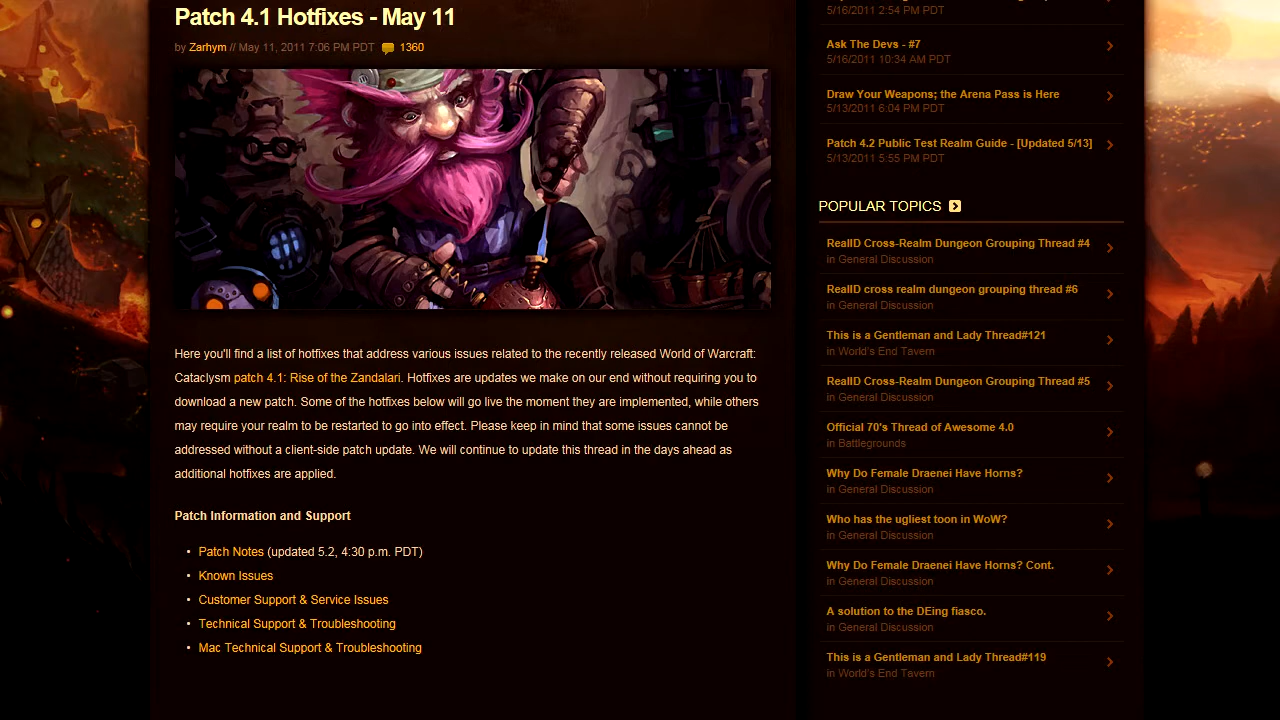 Patch 4.1 Hotfixes - May 11
by Zarhym // May 11, 2011 7:06 PM PDT 1360
Here you'll find a list of hotfixes that address various issues related to the recently released World of Warcraft:
Cataclysm patch 4.1: Rise of the Zandalari. Hotfixes are updates we make on our end without requiring you to
download a new patch. Some of the hotfixes below will go live the moment they are implemented, while others
may require your realm to be restarted to go into effect. Please keep in mind that some issues cannot be
addressed without a client-side patch update. We will continue to update this thread in the days ahead as
additional hotfixes are applied.
Patch Information and Support
• Patch Notes (updated 5.2, 4:30 p.m. PDT)
• Known Issues
• Customer Support & Service Issues
• Technical Support & Troubleshooting
• Mac Technical Support & Troubleshooting
5/16/2011 2:54 PM PDT
Ask The Devs - #7
5/16/2011 10:34 AM PDT
Draw Your Weapons; the Arena Pass is Here
5/13/2011 6:04 PM PDT
Patch 4.2 Public Test Realm Guide - [Updated 5/13]
5/13/2011 5:55 PM PDT
POPULAR TOPICS
RealID Cross-Realm Dungeon Grouping Thread #4
in General Discussion
RealID cross realm dungeon grouping thread #6
in General Discussion
This is a Gentleman and Lady Thread#121
in World's End Tavern
RealID Cross-Realm Dungeon Grouping Thread #5
in General Discussion
Official 70's Thread of Awesome 4.0
in Battlegrounds
Why Do Female Draenei Have Horns?
in General Discussion
Who has the ugliest toon in WoW?
in General Discussion
Why Do Female Draenei Have Horns? Cont.
in General Discussion
A solution to the DEing fiasco.
in General Discussion
This is a Gentleman and Lady Thread#119
in World's End Tavern